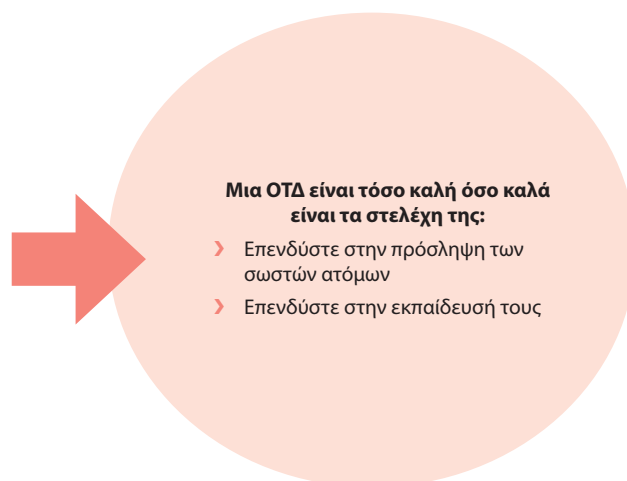 Μια ΟΤΔ είναι τόσο καλή όσο καλά
είναι τα στελέχη της:
› Επενδύστε στην πρόσληψη των
σωστών ατόμων
› Επενδύστε στην εκπαίδευσή τους